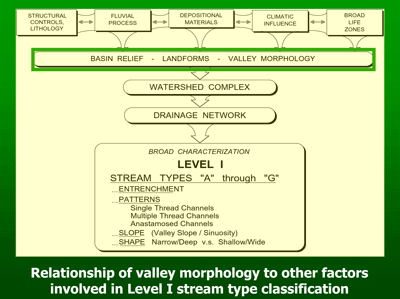 STRUCTURAL
CONTROLS,
LITHOLOGY
FLUVIAL
PROCESS
DEPOSITIONAL
MATERIALS
CLIMATIC
INFLUENCE
BROAD
LIFE
ZONES
BASIN RELIEF - LANDFORMS - VALLEY MORPHOLOGY
WATERSHED COMPLEX
DRAINAGE NETWORK
BROAD CHARACTERIZATION
LEVEL I
STREAM TYPES "A" through "G"
...ENTRENCHMENT
...PATTERNS
Single Thread Channels
Multiple Thread Channels
Anastamosed Channels
...SLOPE (Valley Slope / Sinuosity)
...SHAPE Narrow/Deep v.s. Shallow/Wide
Relationship of valley morphology to other factors
involved in Level I stream type classification